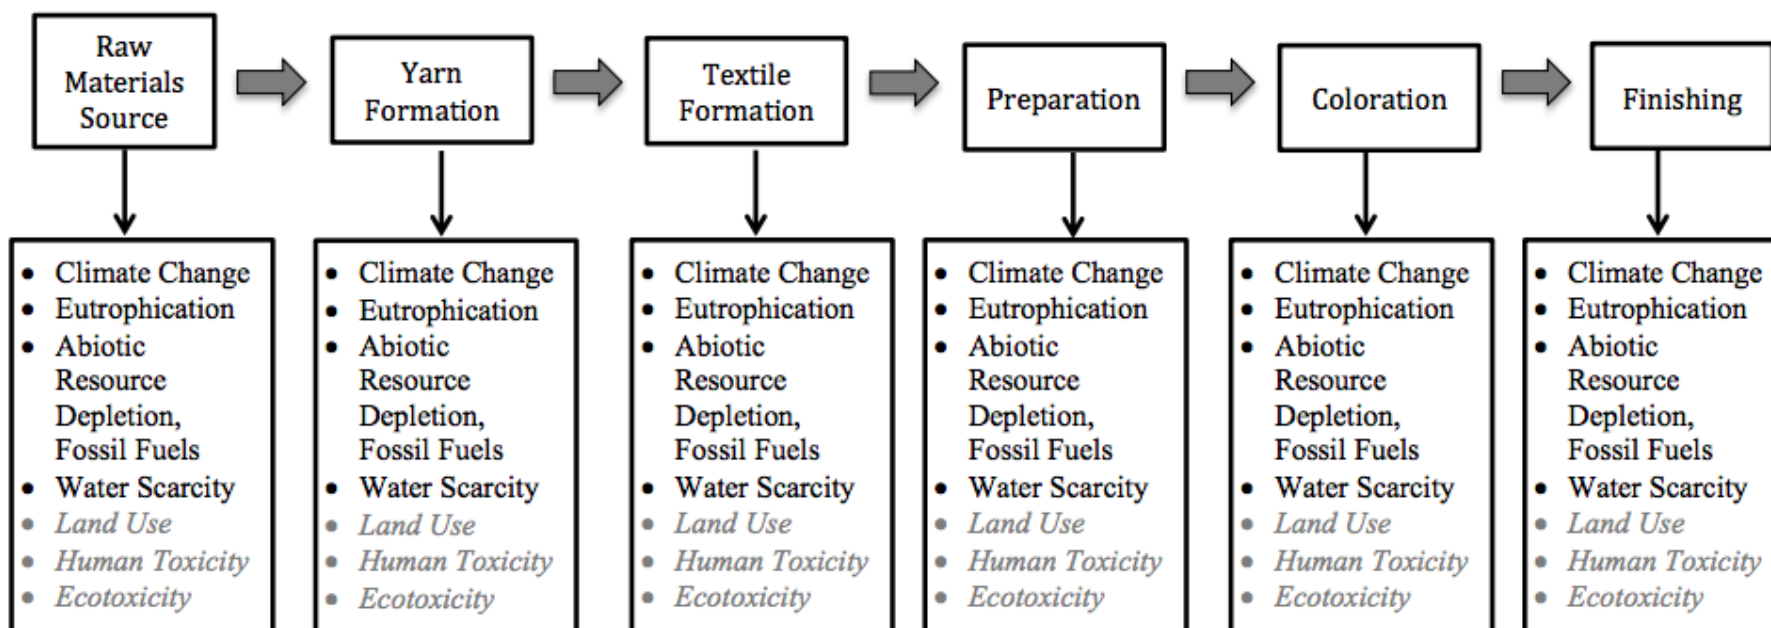 Raw
Materials
Source
Yarn
Formation
Textile
Formation
Preparation
Coloration
Finishing
• Climate Change
• Eutrophication
• Abiotic
Resource
Depletion,
Fossil Fuels
• Water Scarcity
• Land Use
• Human Toxicity
• Ecotoxicity
• Climate Change
• Eutrophication
• Abiotic
Resource
Depletion,
Fossil Fuels
• Water Scarcity
• Land Use
• Human Toxicity
• Ecotoxicity
• Climate Change
• Eutrophication
• Abiotic
Resource
Depletion,
Fossil Fuels
• Water Scarcity
• Land Use
• Human Toxicity
• Ecotoxicity
• Climate Change
• Eutrophication
• Abiotic
Resource
Depletion,
Fossil Fuels
• Water Scarcity
• Land Use
• Human Toxicity
• Ecotoxicity
• Climate Change
• Eutrophication
• Abiotic
Resource
Depletion,
Fossil Fuels
• Water Scarcity
• Land Use
• Human Toxicity
• Ecotoxicity
• Climate Change
• Eutrophication
• Abiotic
Resource
Depletion,
Fossil Fuels
• Water Scarcity
• Land Use
• Human Toxicity
• Ecotoxicity